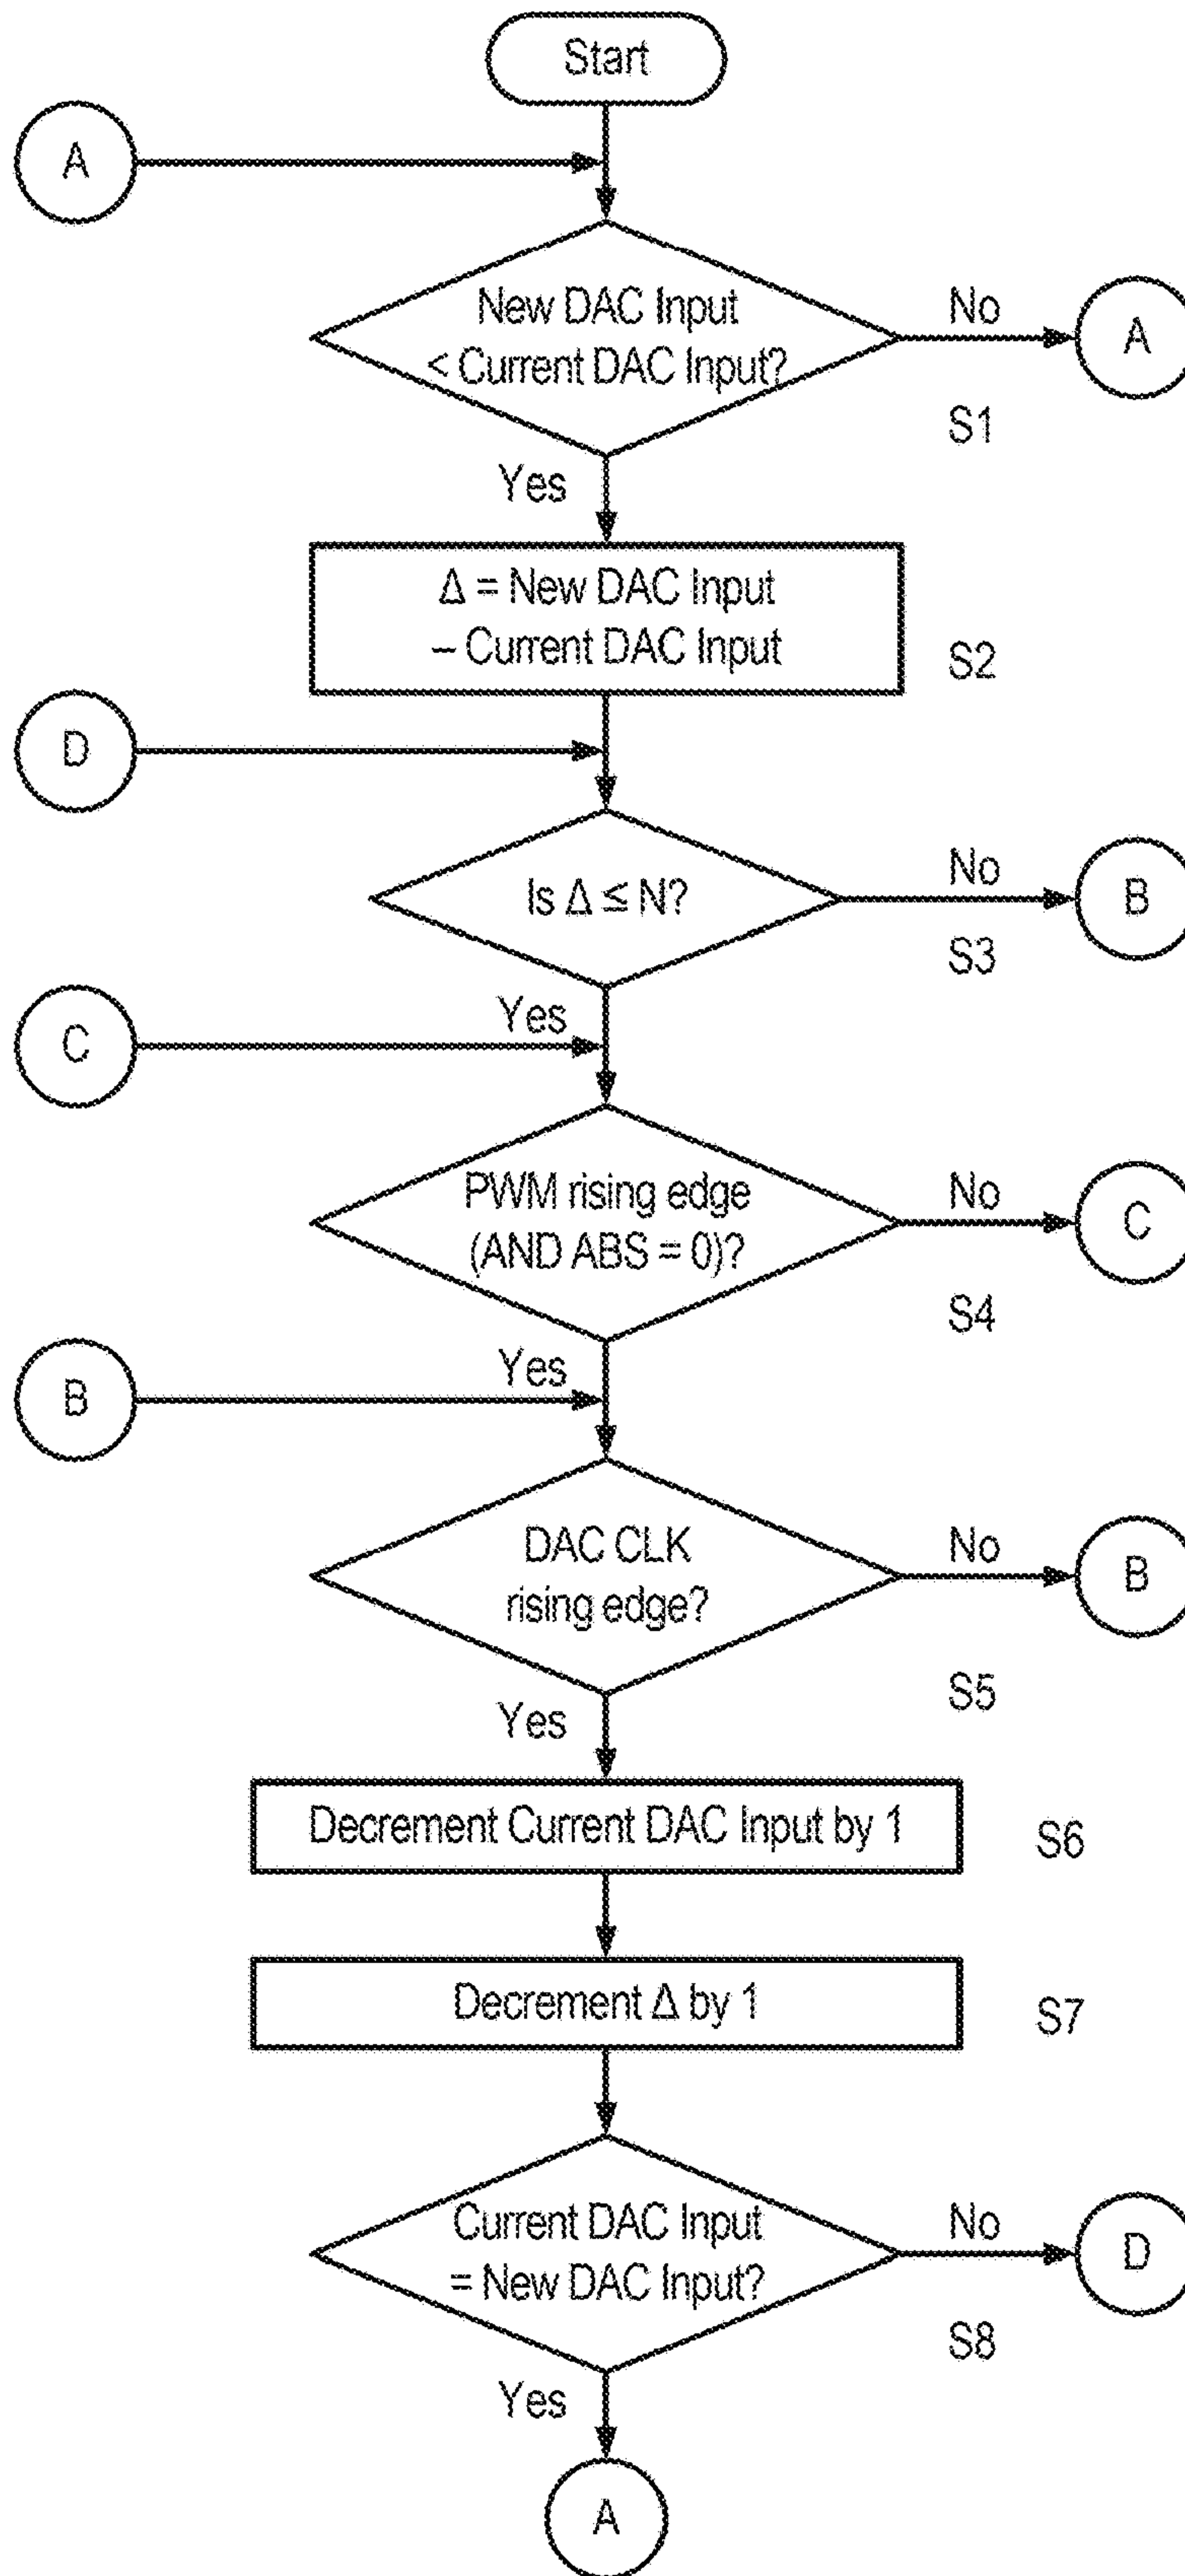 Start
A
New DAC Input
< Current DAC Input?
No
A
S1
Yes
Δ = New DAC Input
– Current DAC Input
S2
D
Is Δ ≤ N?
No
B
S3
Yes
C
PWM rising edge
(AND ABS = 0)?
No
C
S4
Yes
B
DAC CLK
rising edge?
No
B
S5
Yes
Decrement Current DAC Input by 1
S6
Decrement Δ by 1
S7
Current DAC Input
= New DAC Input?
No
D
S8
Yes
A